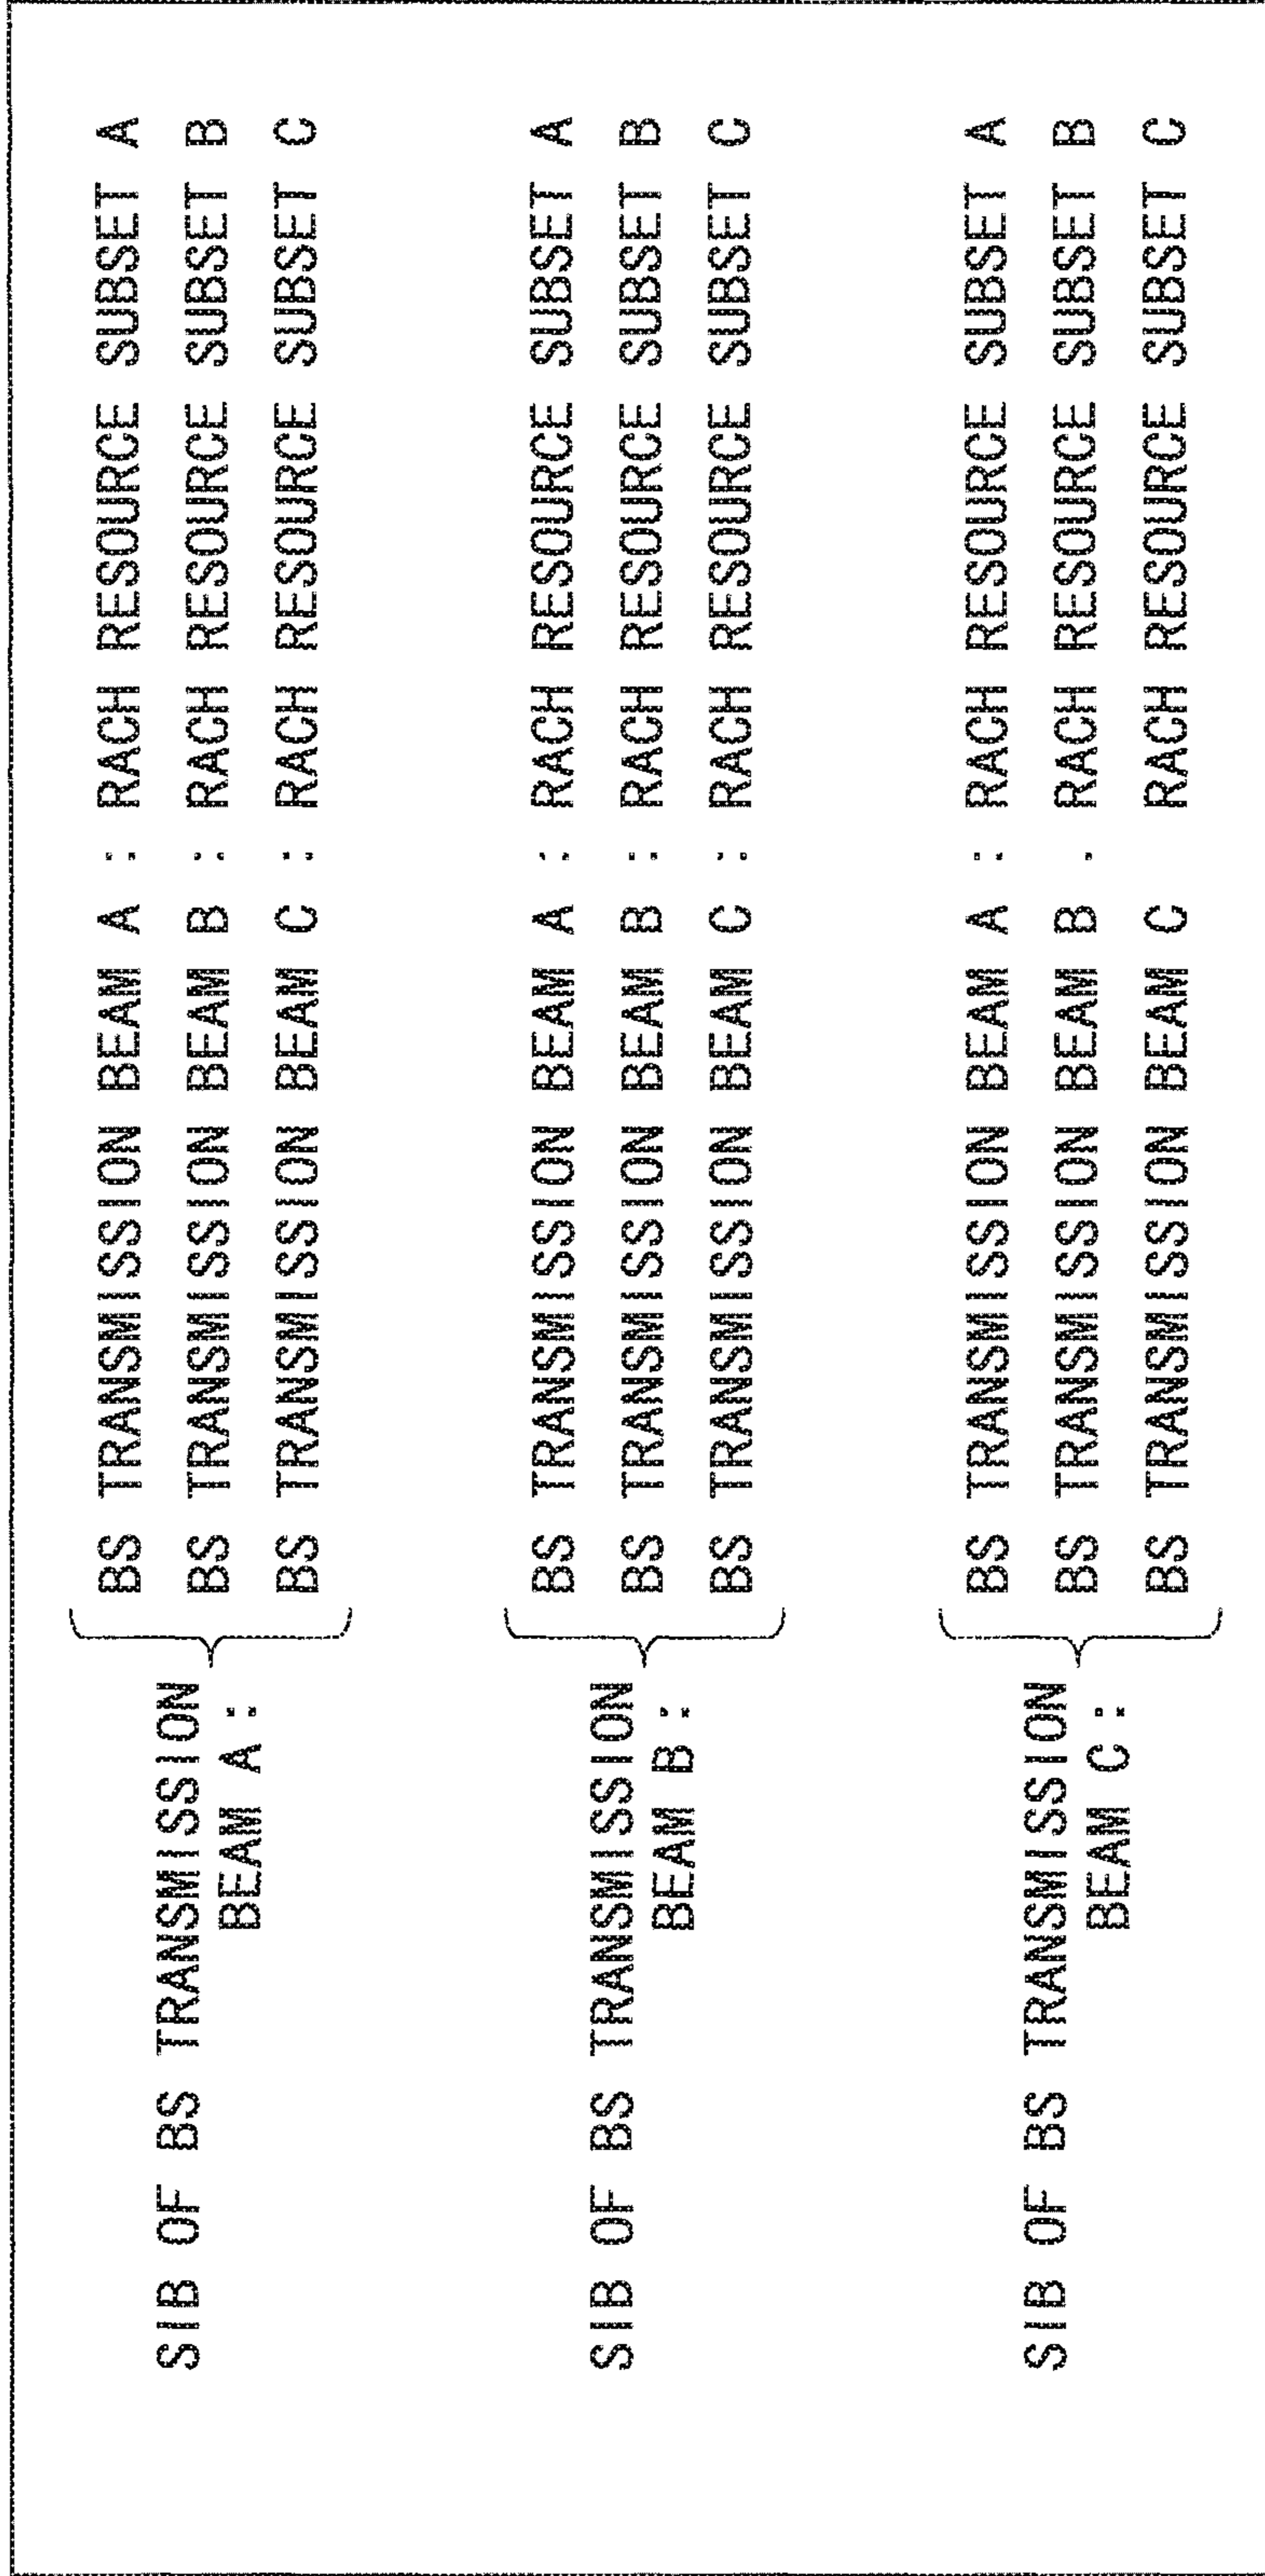 SIB OF BS TRANSMISSION
BEAM A:
BS TRANSMISSION BEAM A : RACH RESOURCE SUBSET A
BS TRANSMISSION BEAM B : RACH RESOURCE SUBSET B
BS TRANSMISSION BEAM C : RACH RESOURCE SUBSET C
SIB OF BS TRANSMISSION
BEAM B:
BS TRANSMISSION BEAM A : RACH RESOURCE SUBSET A
BS TRANSMISSION BEAM B : RACH RESOURCE SUBSET B
BS TRANSMISSION BEAM C : RACH RESOURCE SUBSET C
SIB OF BS TRANSMISSION
BEAM C:
BS TRANSMISSION BEAM A : RACH RESOURCE SUBSET A
BS TRANSMISSION BEAM B . RACH RESOURCE SUBSET B
BS TRANSMISSION BEAM C RACH RESOURCE SUBSET C